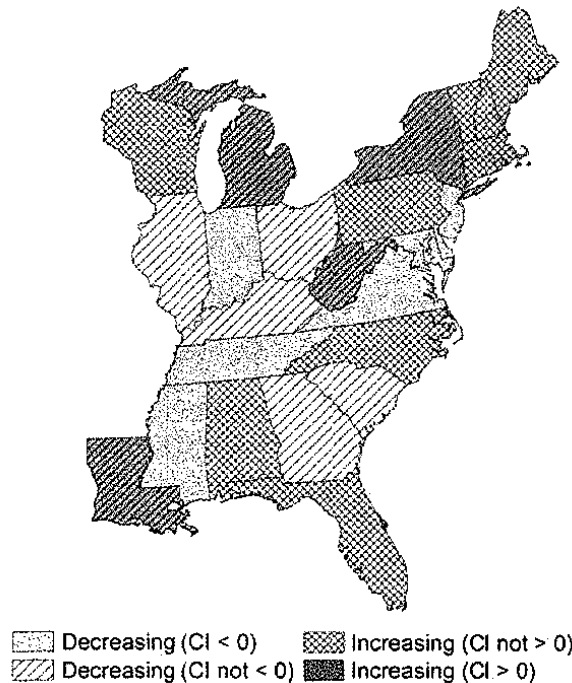 Decreasing (CI < 0)
Increasing (CI not > 0)
Decreasing (CI not < 0)
Increasing (CI > 0)